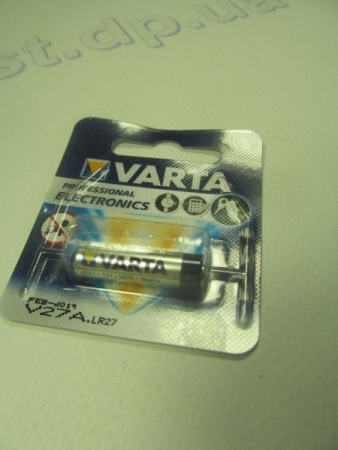 st.dp.ua
VARTA
PROFESSIONAL
ELECTRONICS
VARTA
FEB-2019
V27A.LR27